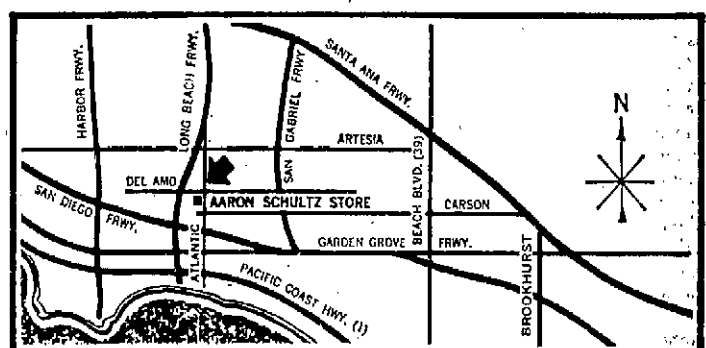 HARBOR FRWY.
LONG BEACH FRWY.
SAN GABRIEL FRWY
SANTA ANA FRWY.
N
ARTESIA
BEACH BLVD. (39)
DEL AMO
AARON SCHULTZ STORE
SAN DIEGO FRWY.
CARSON
ATLANTIC
GARDEN GROVE FRWY.
BROOKHURST
PACIFIC COAST HWY. (1)